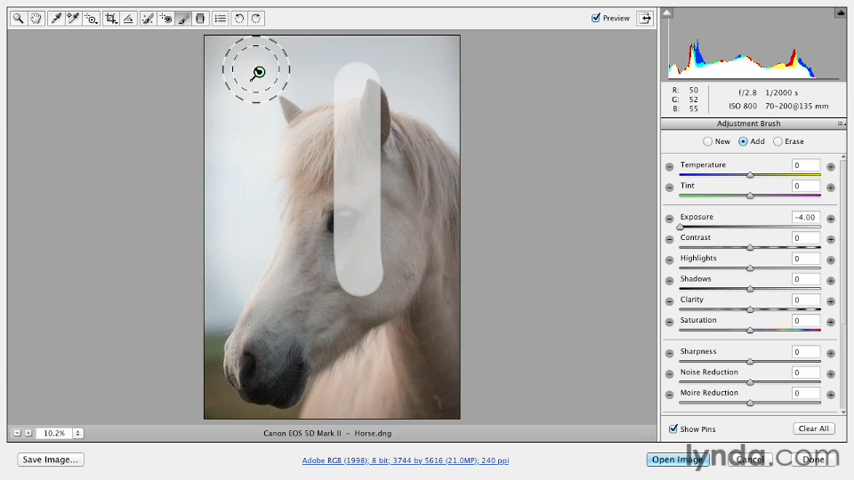 Preview
R: 50
G: 52
B: 55
f/2.8 1/2000 s
ISO 800 70-200@135 mm
Adjustment Brush
New Add Erase
Temperature 0
Tint 0
Exposure -4.00
Contrast 0
Highlights 0
Shadows 0
Clarity 0
Saturation 0
Sharpness 0
Noise Reduction 0
Moire Reduction 0
Show Pins Clear All
10.2% Canon EOS 5D Mark II - Horse.dng
Save Image... Adobe RGB (1998); 8 bit; 3744 by 5616 (21.0MP); 240 ppi Open Image Cancel Done
lynda.com